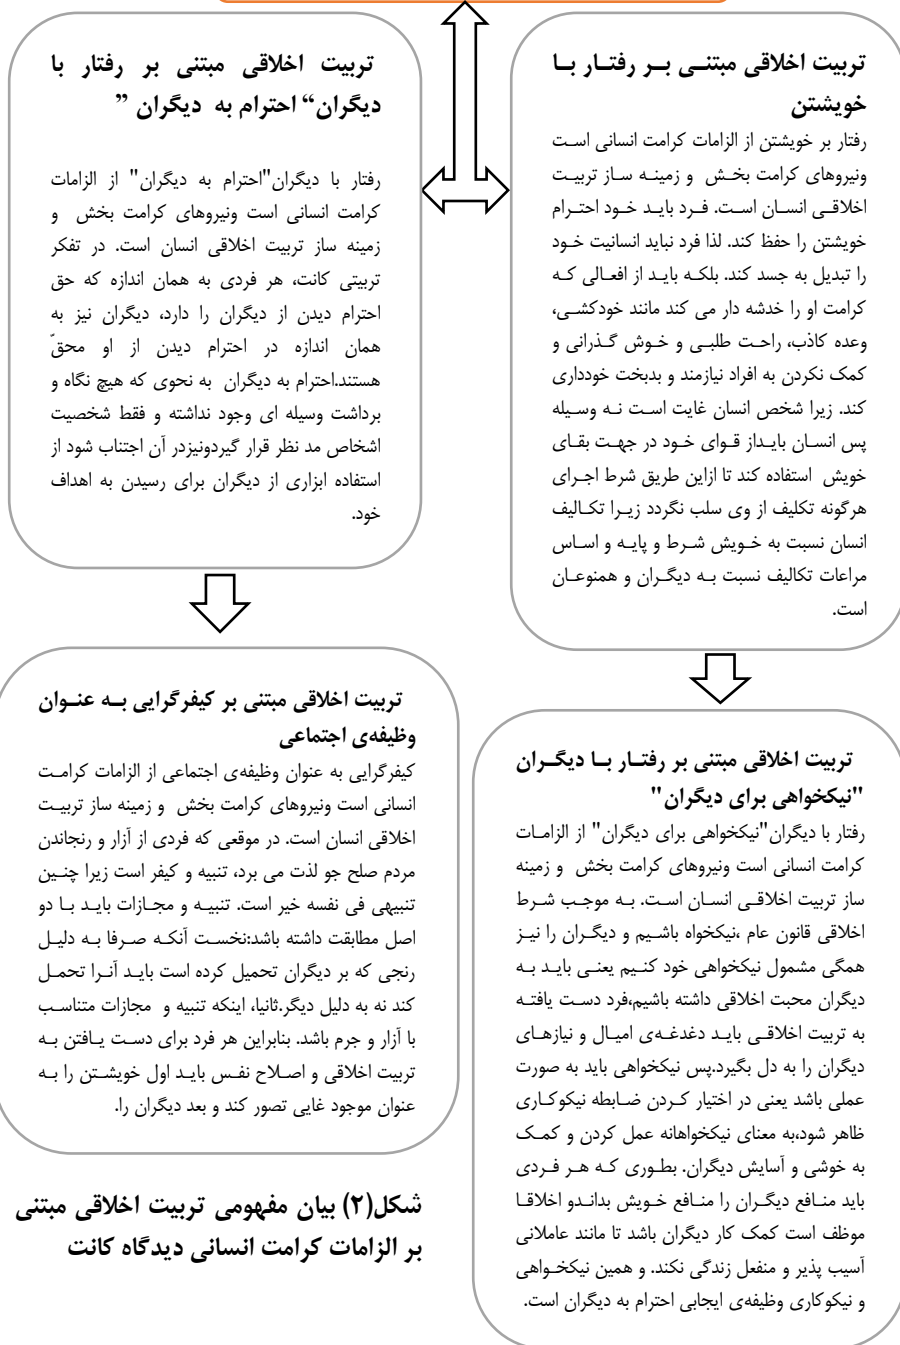 تربیت اخلاقی مبتنی بر رفتار با
خویشتن
رفتار بر خویشتن از الزامات کرامت انسانی است
ونیروهای کرامت بخش و زمینه ساز تربیت
اخلاقی انسان است. فرد باید خود احترام
خویشتن را حفظ کند. لذا فرد نباید انسانیت خود
را تبدیل به جسد کند. بلکه باید از افعالی که
کرامت او را خدشه دار می کند مانند خودکشی،
وعده کاذب، راحت طلبی و خوش گذرانی و
کمک نکردن به افراد نیازمند و بدبخت خودداری
کند. زیرا شخص انسان غایت است نه وسیله
پس انسان بایداز قوای خود در جهت بقای
خویش استفاده کند تا ازاین طریق شرط اجرای
هرگونه تکلیف از وی سلب نگردد زیرا تکالیف
انسان نسبت به خویش شرط و پایه و اساس
مراعات تکالیف نسبت به دیگران و همنوعان
است.
تربیت اخلاقی مبتنی بر رفتار با
دیگران“ احترام به دیگران ”
رفتار با دیگران"احترام به دیگران" از الزامات
کرامت انسانی است ونیروهای کرامت بخش و
زمینه ساز تربیت اخلاقی انسان است. در تفکر
تربیتی کانت، هر فردی به همان اندازه که حق
احترام دیدن از دیگران را دارد، دیگران نیز به
همان اندازه در احترام دیدن از او محقّ
هستند.احترام به دیگران به نحوی که هیچ نگاه و
برداشت وسیله ای وجود نداشته و فقط شخصیت
اشخاص مد نظر قرار گیردونیزدر آن اجتناب شود از
استفاده ابزاری از دیگران برای رسیدن به اهداف
خود.
تربیت اخلاقی مبتنی بر رفتار با دیگران
"نیکخواهی برای دیگران"
رفتار با دیگران"نیکخواهی برای دیگران" از الزامات
کرامت انسانی است ونیروهای کرامت بخش و زمینه
ساز تربیت اخلاقی انسان است. به موجب شرط
اخلاقی قانون عام ،نیکخواه باشیم و دیگران را نیز
همگی مشمول نیکخواهی خود کنیم یعنی باید به
دیگران محبت اخلاقی داشته باشیم،فرد دست یافته
به تربیت اخلاقی باید دغدغه‌ی امیال و نیازهای
دیگران را به دل بگیرد.پس نیکخواهی باید به صورت
عملی باشد یعنی در اختیار کردن ضابطه نیکوکاری
ظاهر شود،به معنای نیکخواهانه عمل کردن و کمک
به خوشی و آسایش دیگران. بطوری که هر فردی
باید منافع دیگران را منافع خویش بداندو اخلاقا
موظف است کمک کار دیگران باشد تا مانند عاملانی
آسیب پذیر و منفعل زندگی نکند. و همین نیکخواهی
و نیکوکاری وظیفه‌ی ایجابی احترام به دیگران است.
تربیت اخلاقی مبتنی بر کیفرگرایی به عنوان
وظیفه‌ی اجتماعی
کیفرگرایی به عنوان وظیفه‌ی اجتماعی از الزامات کرامت
انسانی است ونیروهای کرامت بخش و زمینه ساز تربیت
اخلاقی انسان است. در موقعی که فردی از آزار و رنجاندن
مردم صلح جو لذت می برد، تنبیه و کیفر است زیرا چنین
تنبیهی فی نفسه خیر است. تنبیه و مجازات باید با دو
اصل مطابقت داشته باشد:نخست آنکه صرفا به دلیل
رنجی که بر دیگران تحمیل کرده است باید آنرا تحمل
کند نه به دلیل دیگر.ثانیا، اینکه تنبیه و مجازات متناسب
با آزار و جرم باشد. بنابراین هر فرد برای دست یافتن به
تربیت اخلاقی و اصلاح نفس باید اول خویشتن را به
عنوان موجود غایی تصور کند و بعد دیگران را.
شکل(۲) بیان مفهومی تربیت اخلاقی مبتنی
بر الزامات کرامت انسانی دیدگاه کانت